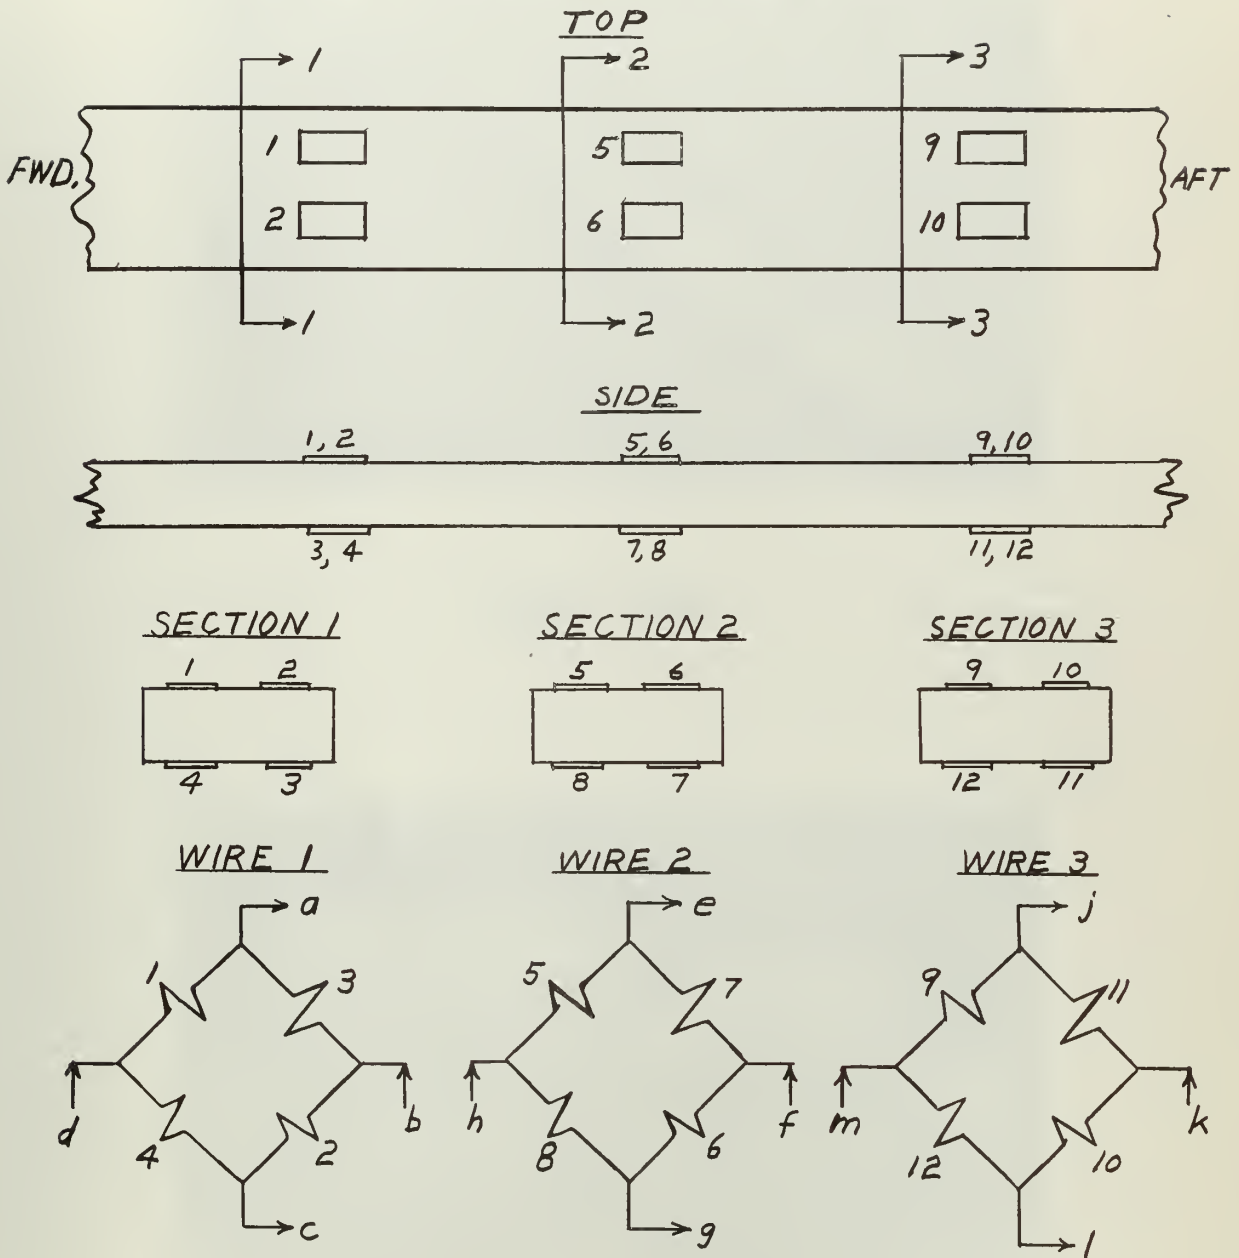 TOP
1 2 3
1 5 9
FWD. AFT
2 6 10
1 2 3
SIDE
1, 2 5, 6 9, 10
3, 4 7, 8 11, 12
SECTION 1 SECTION 2 SECTION 3
1 2 5 6 9 10
4 3 8 7 12 11
WIRE 1 WIRE 2 WIRE 3
a e j
1 3 5 7 9 11
d b h f m k
4 2 8 6 12 10
c g l